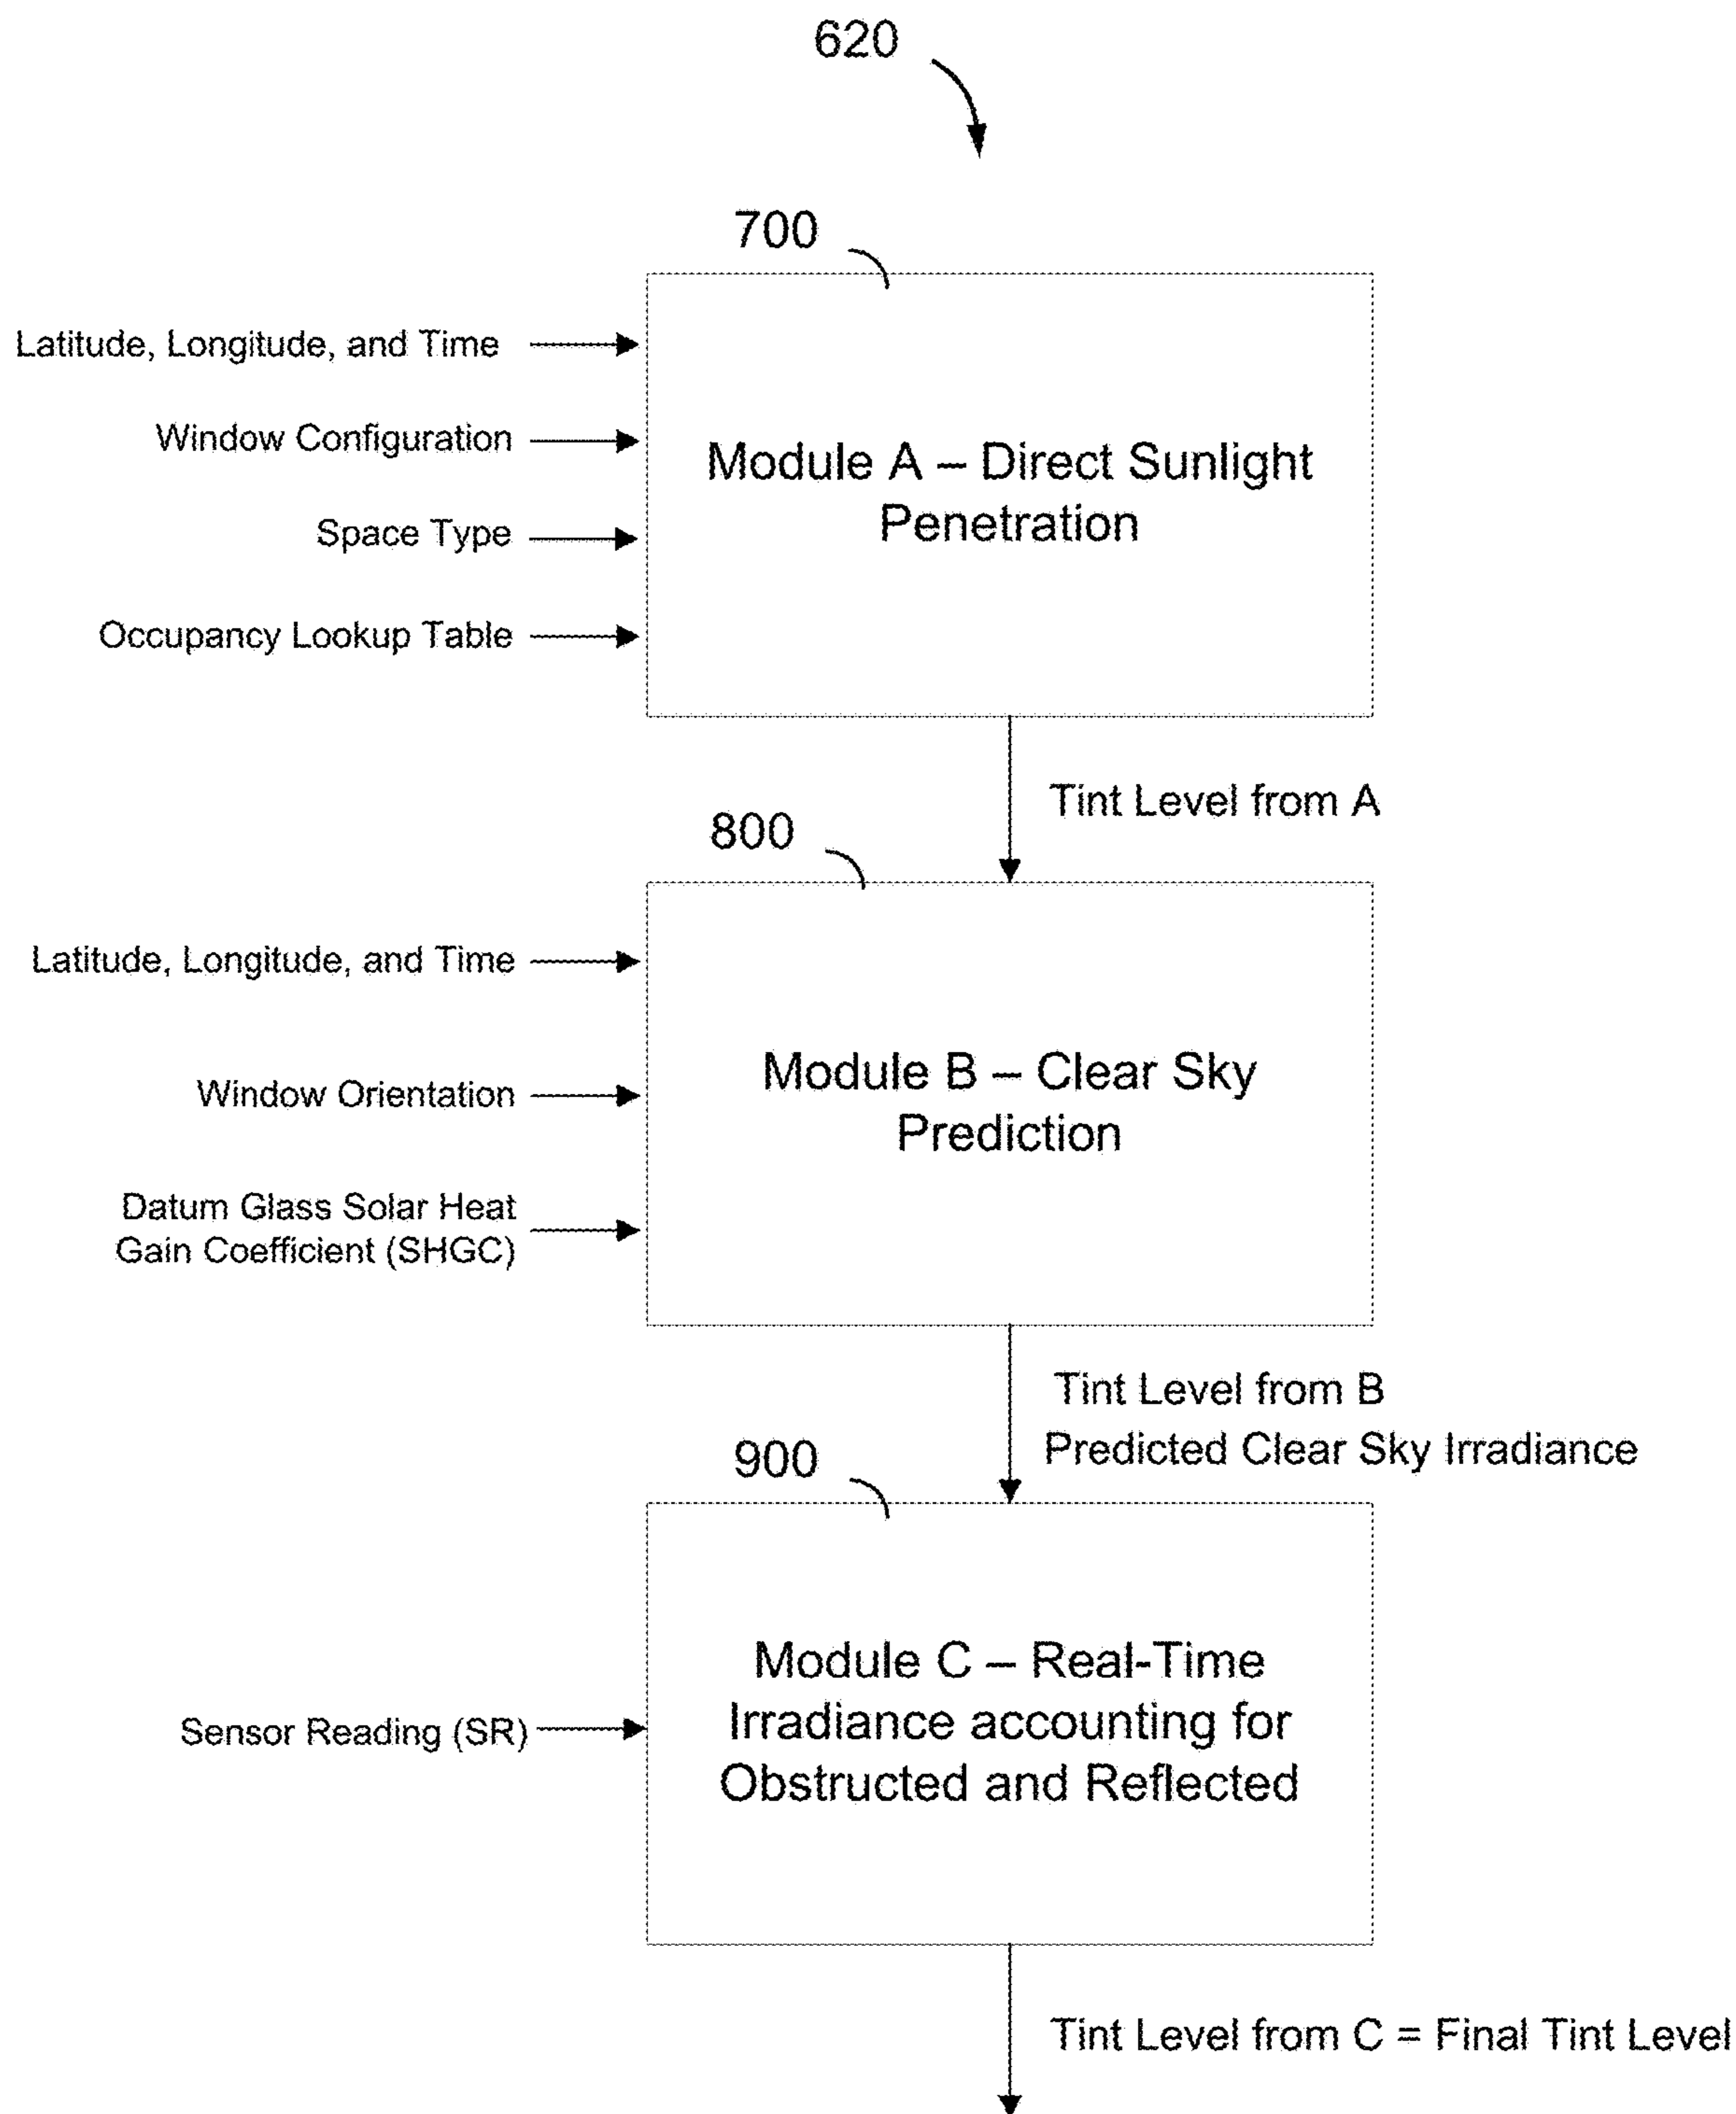 620
700
Latitude, Longitude, and Time
Window Configuration
Space Type
Occupancy Lookup Table
Module A – Direct Sunlight
Penetration
Tint Level from A
800
Latitude, Longitude, and Time
Window Orientation
Datum Glass Solar Heat
Gain Coefficient (SHGC)
Module B – Clear Sky
Prediction
Tint Level from B
Predicted Clear Sky Irradiance
900
Sensor Reading (SR)
Module C – Real-Time
Irradiance accounting for
Obstructed and Reflected
Tint Level from C = Final Tint Level